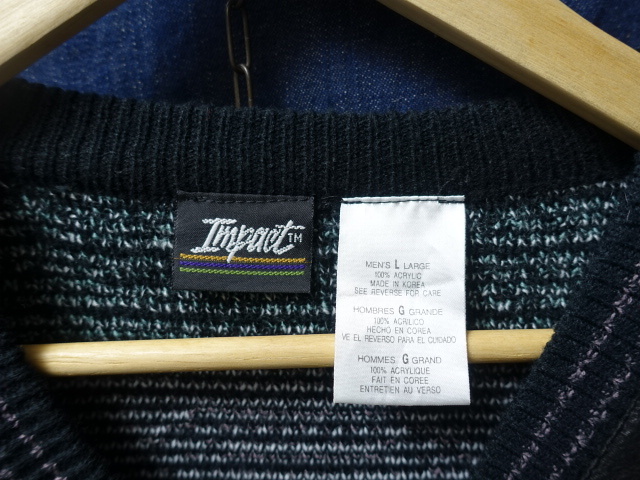 Impact™
MEN'S L LARGE
100% ACRYLIC
MADE IN KOREA
SEE REVERSE FOR CARE
HOMBRES G GRANDE
100% ACRILICO
HECHO EN COREA
VE EL REVERSO PARA EL CUIDADO
HOMMES G GRAND
100% ACRYLIQUE
FAIT EN COREE
ENTRETIEN AU VERSO